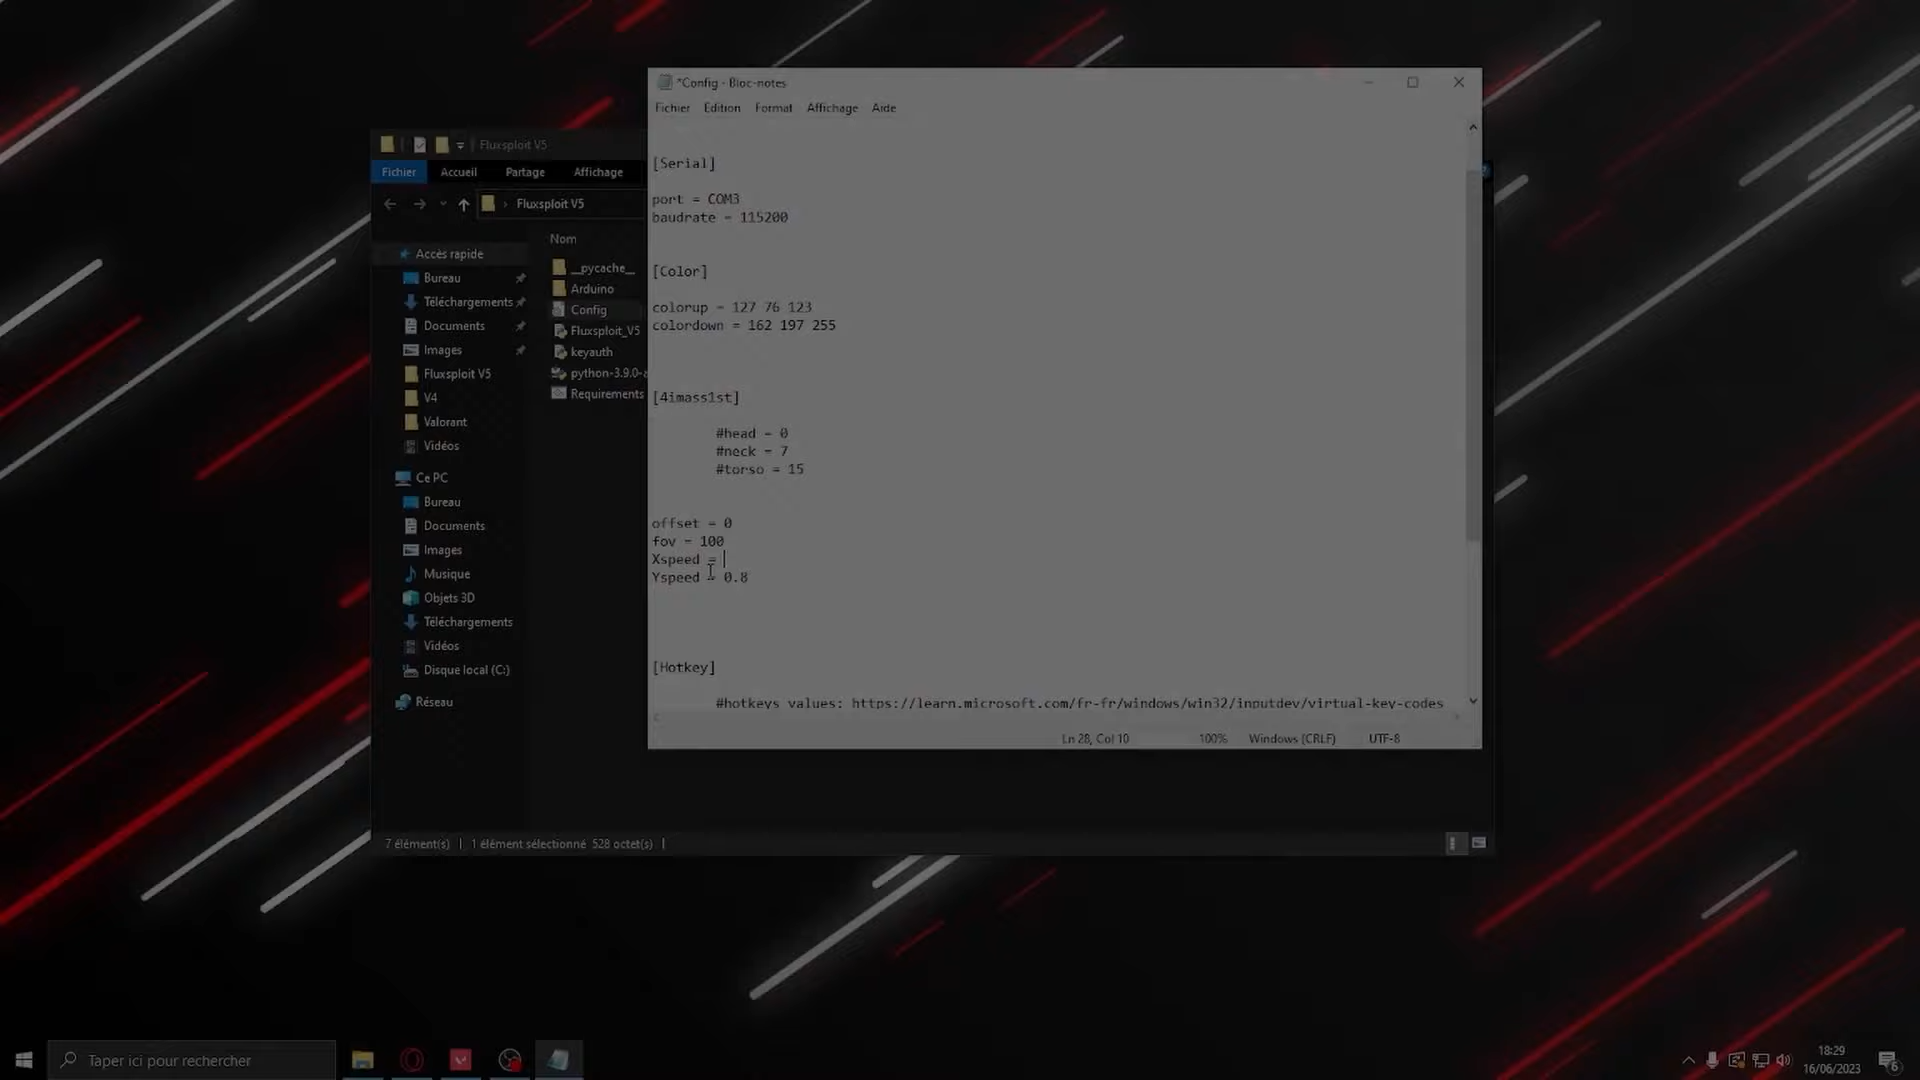 *Config - Bloc-notes
Fichier Edition Format Affichage Aide
[Serial]
port = COM3
baudrate = 115200
[Color]
colorup = 127 76 123
colordown = 162 197 255
[4imass1st]
#head = 0
#neck = 7
#torso = 15
offset = 0
fov = 100
Xspeed =
Yspeed = 0.8
[Hotkey]
#hotkeys values: https://learn.microsoft.com/fr-fr/windows/win32/inputdev/virtual-key-codes
Ln 28, Col 10 100% Windows (CRLF) UTF-8
Fluxsploit V5
Fichier Accueil Partage Affichage
Fluxsploit V5
Accès rapide
Bureau
Téléchargements
Documents
Images
Fluxsploit V5
V4
Valorant
Vidéos
Ce PC
Bureau
Documents
Images
Musique
Objets 3D
Téléchargements
Vidéos
Disque local (C:)
Réseau
Nom
__pycache__
Arduino
Config
Fluxsploit_V5
keyauth
python-3.9.0-a
Requirements
7 élément(s) 1 élément sélectionné 528 octet(s)
Taper ici pour rechercher
18:29
16/06/2023
6